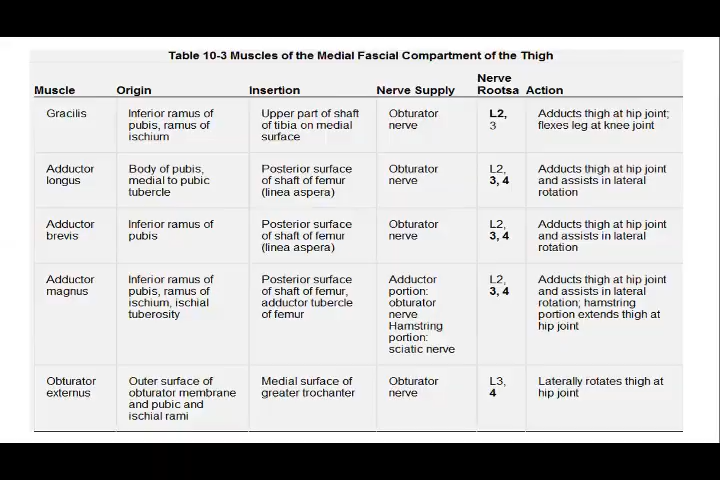 Table 10-3 Muscles of the Medial Fascial Compartment of the Thigh
Muscle Origin Insertion Nerve Supply Nerve Rootsa Action
Gracilis
Inferior ramus of
pubis, ramus of
ischium
Upper part of shaft
of tibia on medial
surface
Obturator
nerve
L2,
3
Adducts thigh at hip joint;
flexes leg at knee joint
Adductor
longus
Body of pubis,
medial to pubic
tubercle
Posterior surface
of shaft of femur
(linea aspera)
Obturator
nerve
L2,
3, 4
Adducts thigh at hip joint
and assists in lateral
rotation
Adductor
brevis
Inferior ramus of
pubis
Posterior surface
of shaft of femur
(linea aspera)
Obturator
nerve
L2,
3, 4
Adducts thigh at hip joint
and assists in lateral
rotation
Adductor
magnus
Inferior ramus of
pubis, ramus of
ischium, ischial
tuberosity
Posterior surface
of shaft of femur,
adductor tubercle
of femur
Adductor
portion:
obturator
nerve
Hamstring
portion:
sciatic nerve
L2,
3, 4
Adducts thigh at hip joint
and assists in lateral
rotation; hamstring
portion extends thigh at
hip joint
Obturator
externus
Outer surface of
obturator membrane
and pubic and
ischial rami
Medial surface of
greater trochanter
Obturator
nerve
L3,
4
Laterally rotates thigh at
hip joint